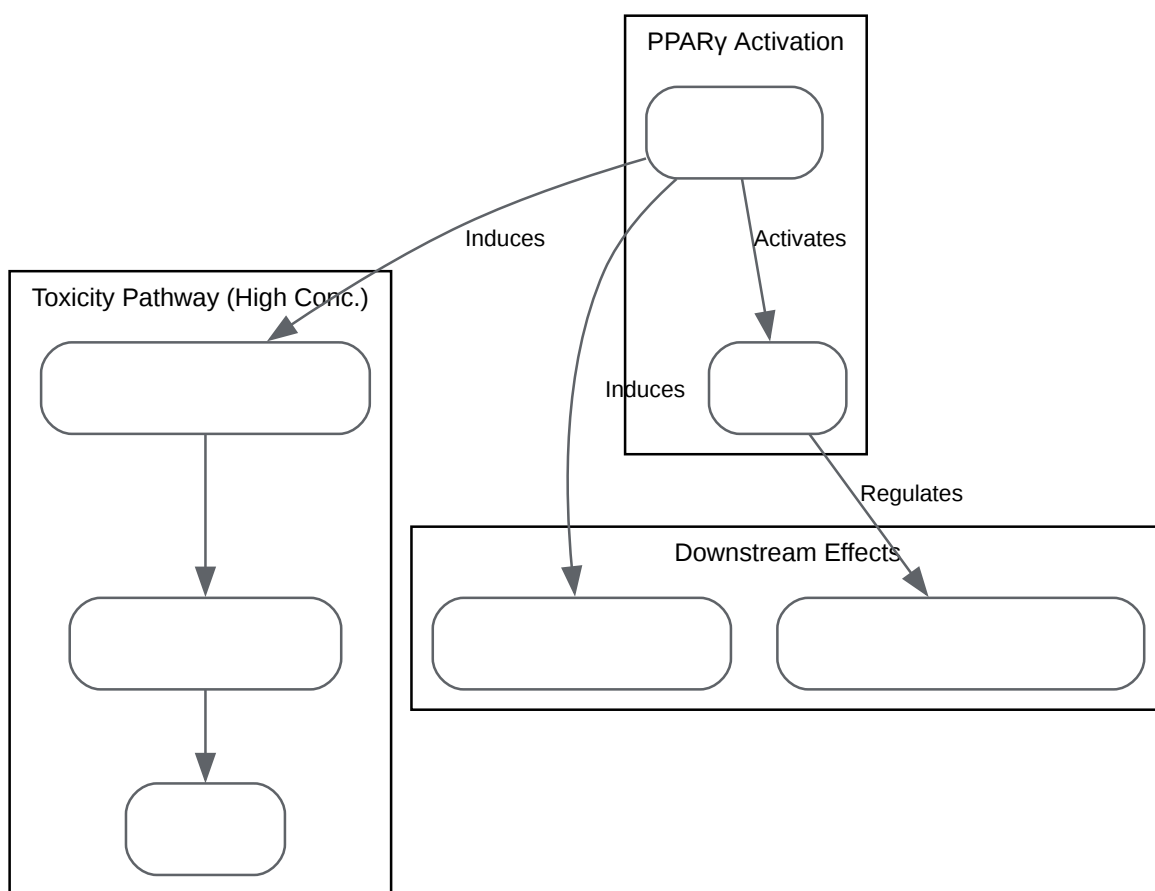 PPARγ Activation
Induces
Activates
Toxicity Pathway (High Conc.)
Induces
Regulates
Downstream Effects